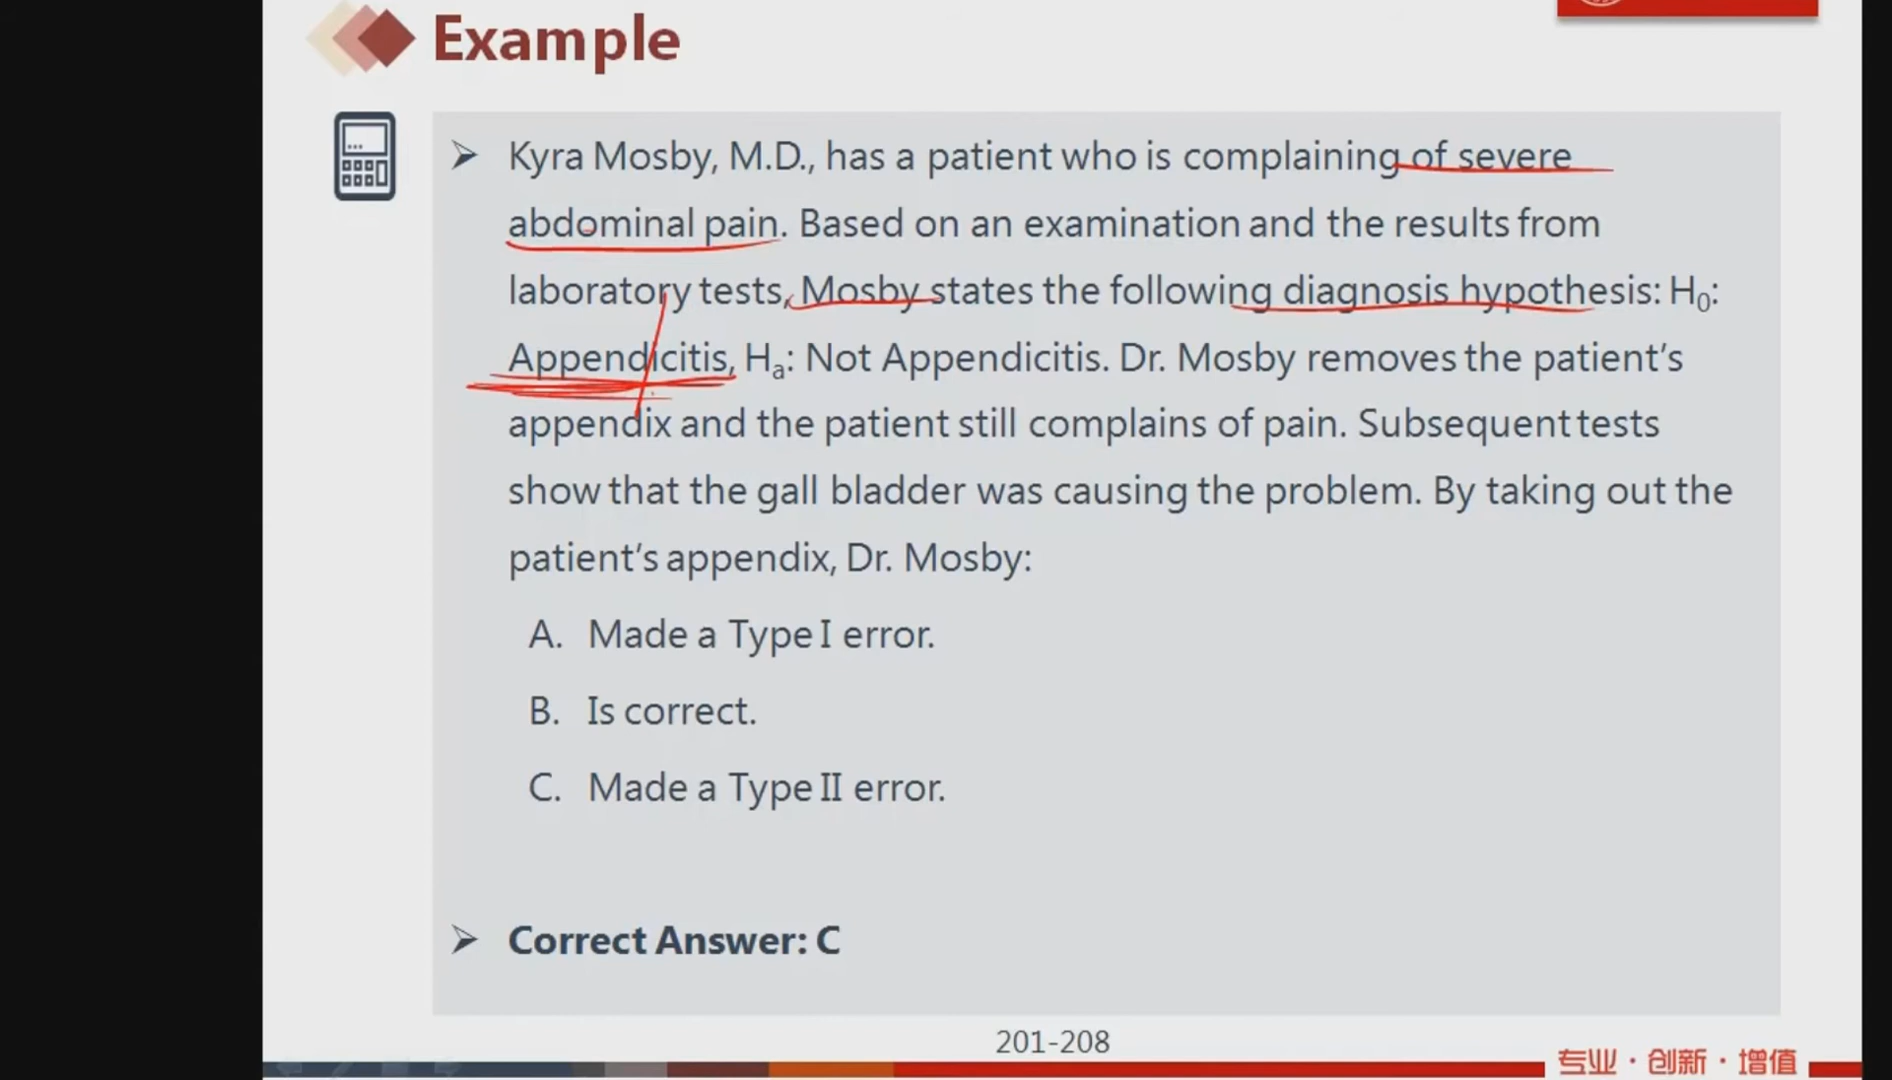 Example
➢ Kyra Mosby, M.D., has a patient who is complaining of severe
abdominal pain. Based on an examination and the results from
laboratory tests, Mosby states the following diagnosis hypothesis: H₀:
Appendicitis, Hₐ: Not Appendicitis. Dr. Mosby removes the patient’s
appendix and the patient still complains of pain. Subsequent tests
show that the gall bladder was causing the problem. By taking out the
patient’s appendix, Dr. Mosby:
A. Made a Type I error.
B. Is correct.
C. Made a Type II error.
➢ Correct Answer: C
201-208
专业·创新·增值